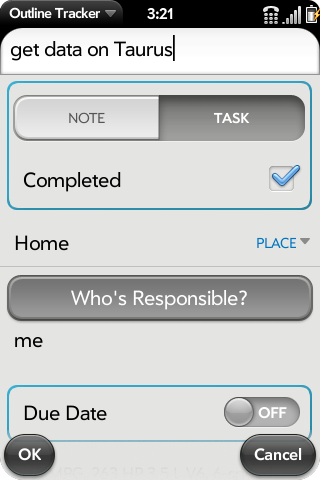 Outline Tracker 3:21
get data on Taurus
NOTE TASK
Completed
Home PLACE
Who's Responsible?
me
Due Date OFF
OK Cancel